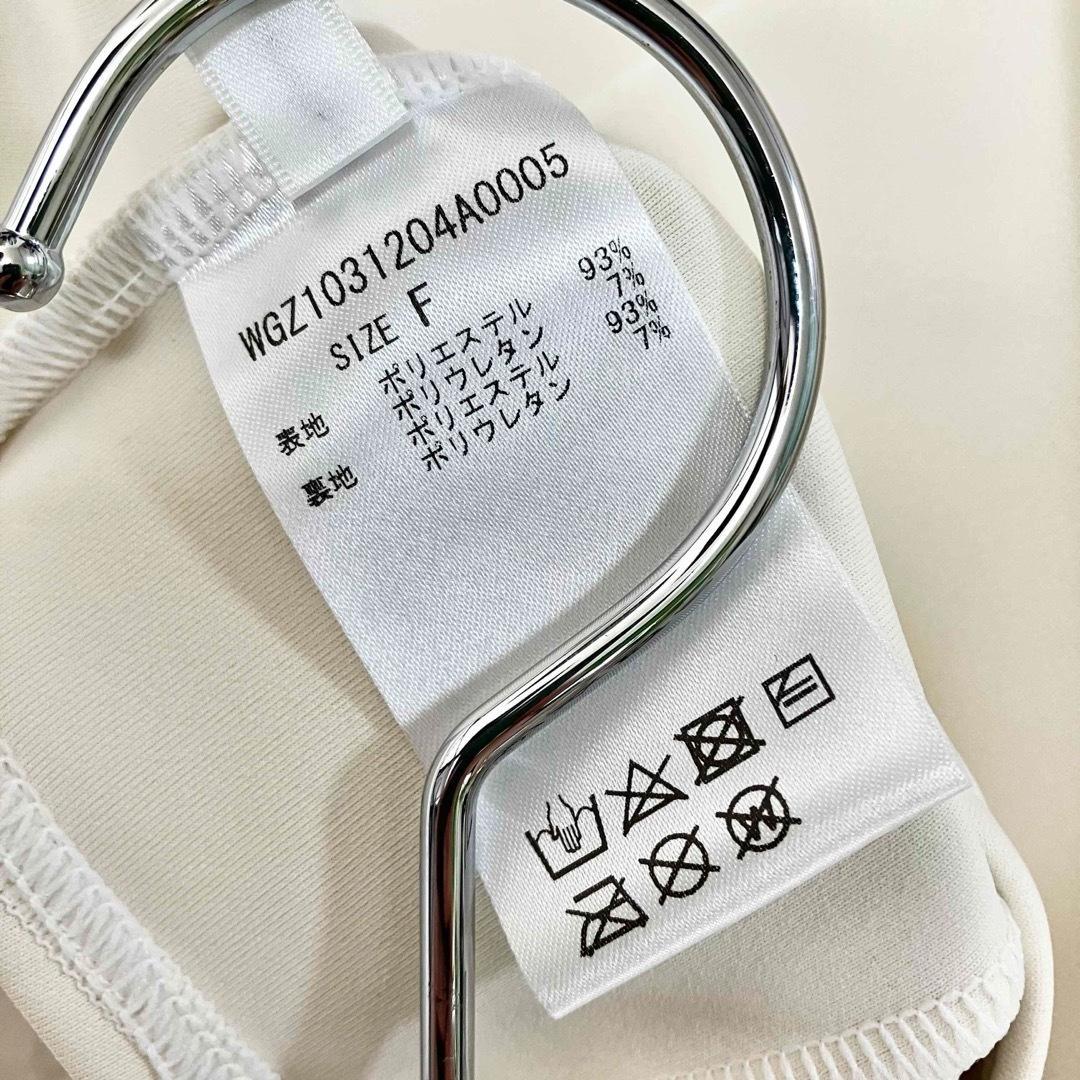 WGZ1031204A0005
SIZE F
表地 ポリエステル 93%
ポリウレタン 7%
裏地 ポリエステル 93%
ポリウレタン 7%
W